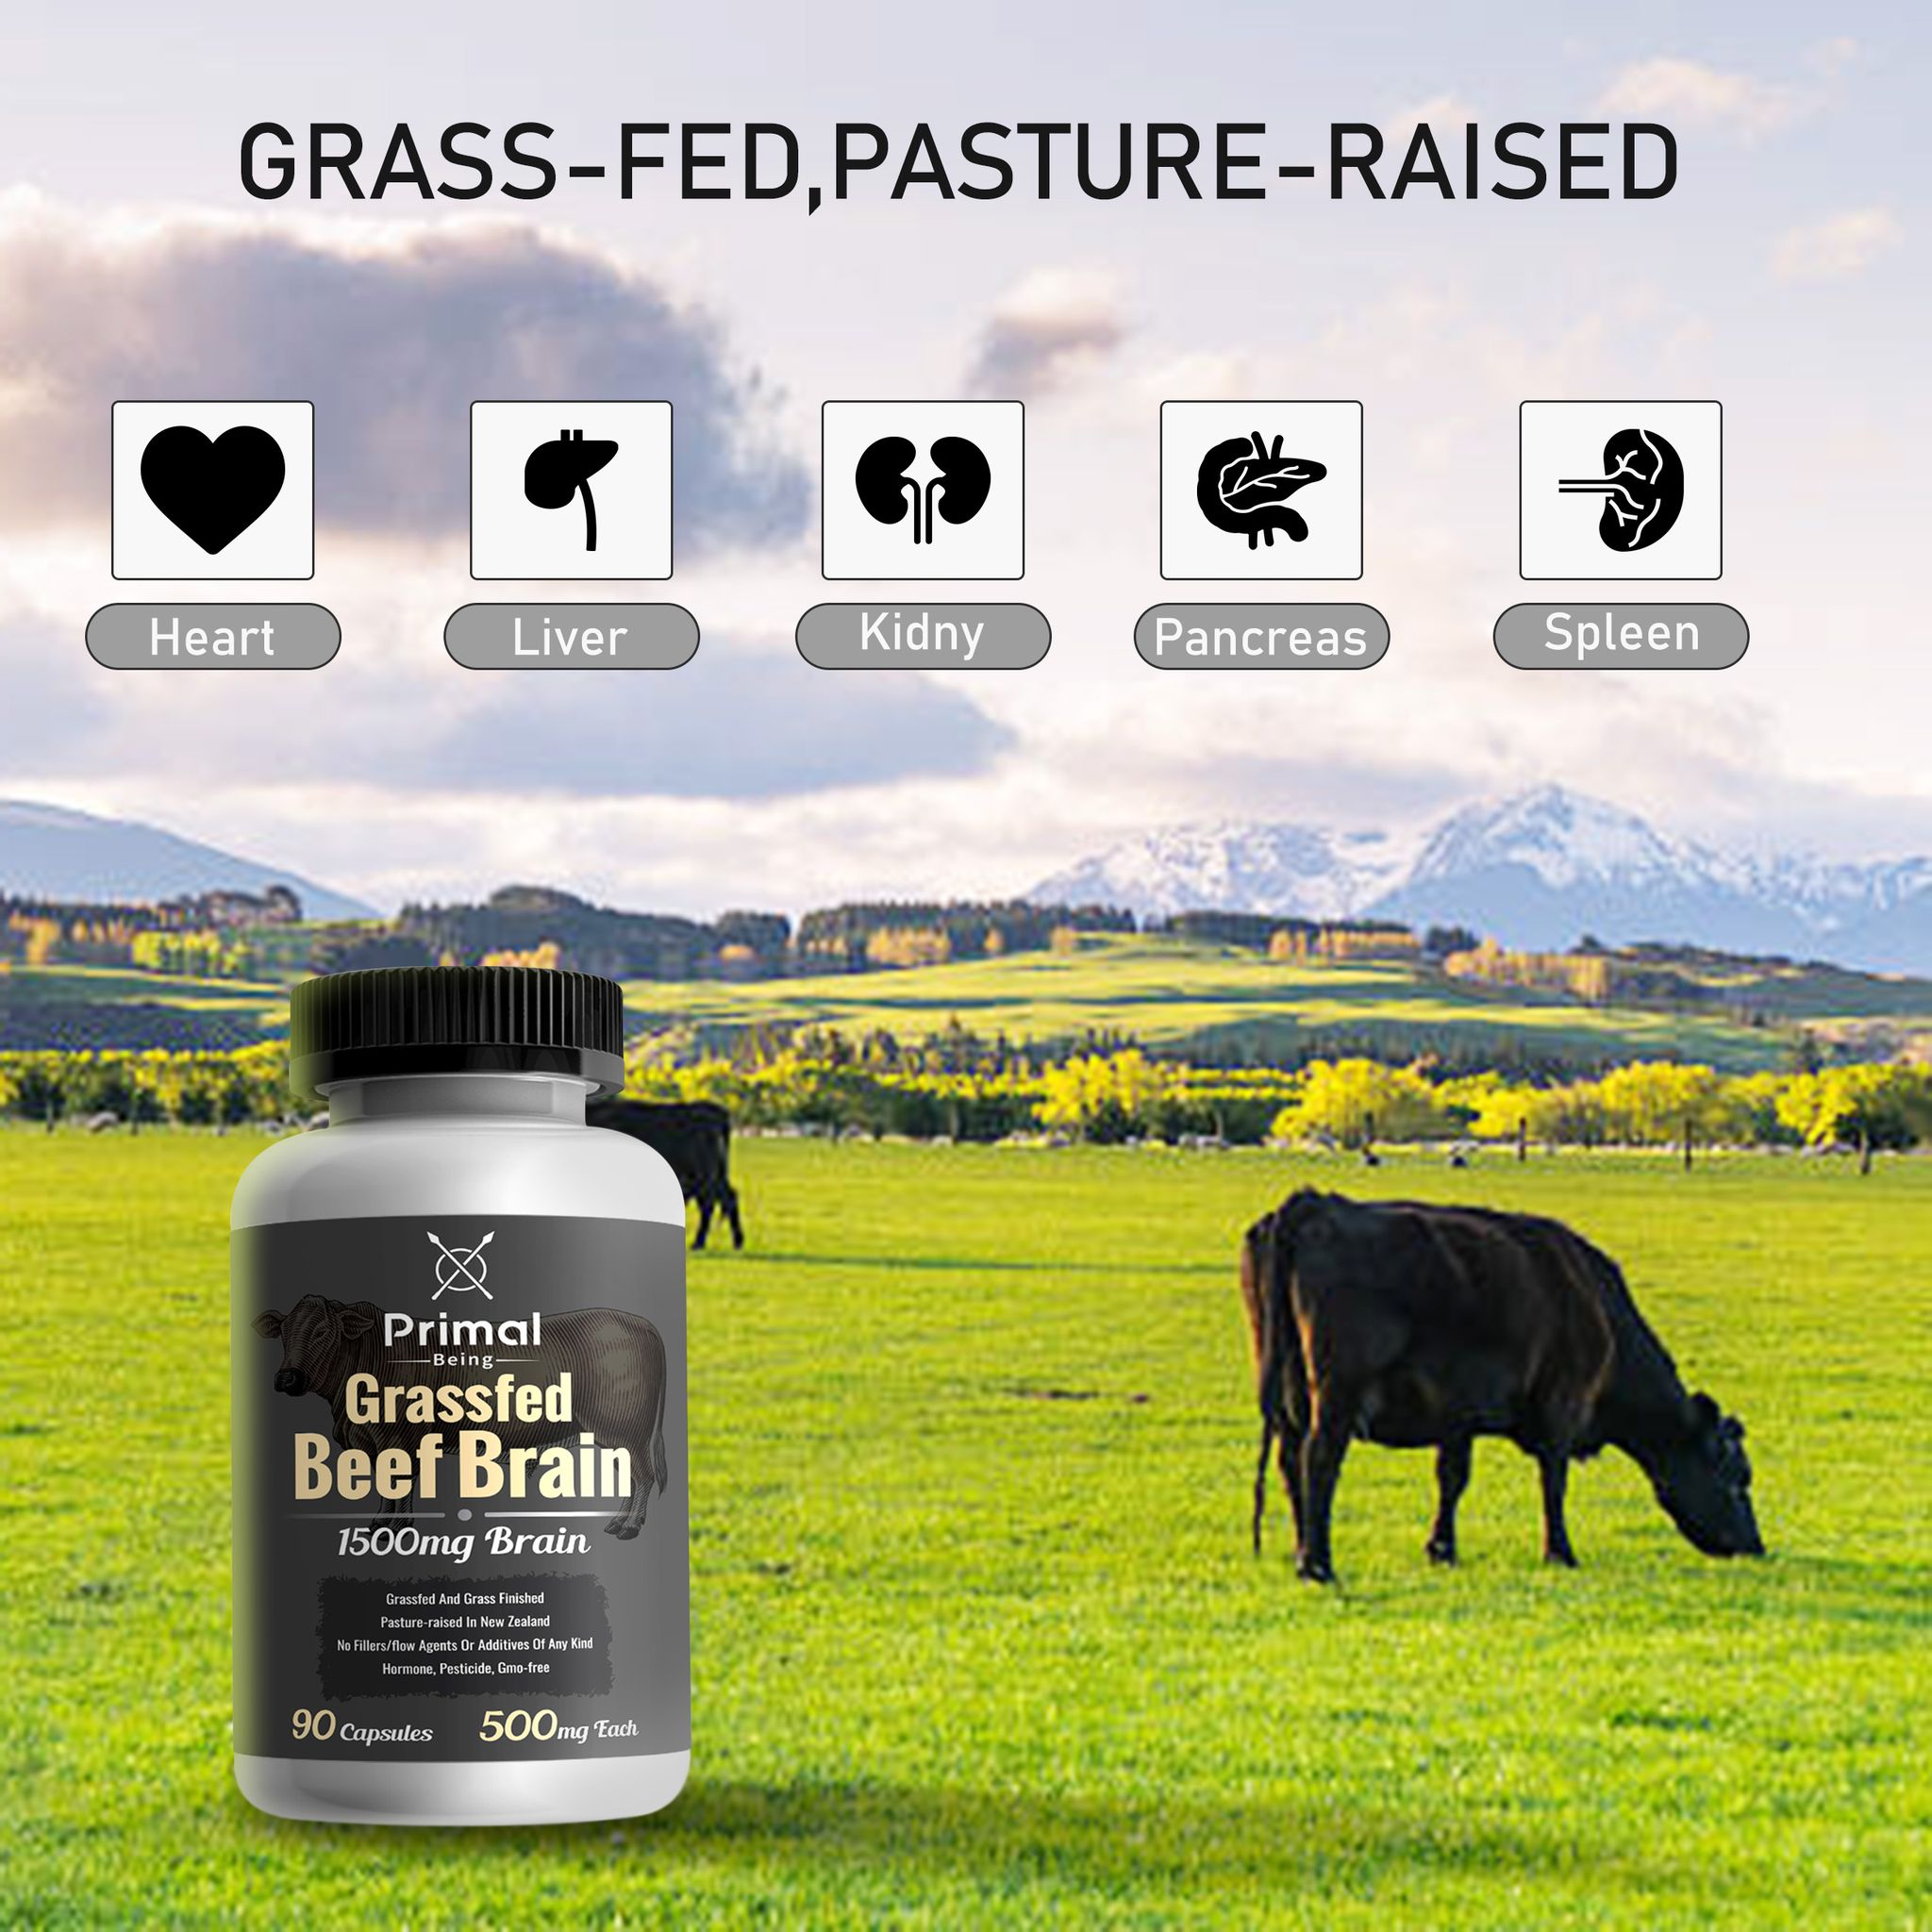 GRASS-FED,PASTURE-RAISED
Heart
Liver
Kidny
Pancreas
Spleen
Primal
Being
Grassfed
Beef Brain
1500mg Brain
Grassfed And Grass Finished
Pasture-raised In New Zealand
No Fillers/flow Agents Or Additives Of Any Kind
Hormone, Pesticide, Gmo-free
90 Capsules 500mg Each